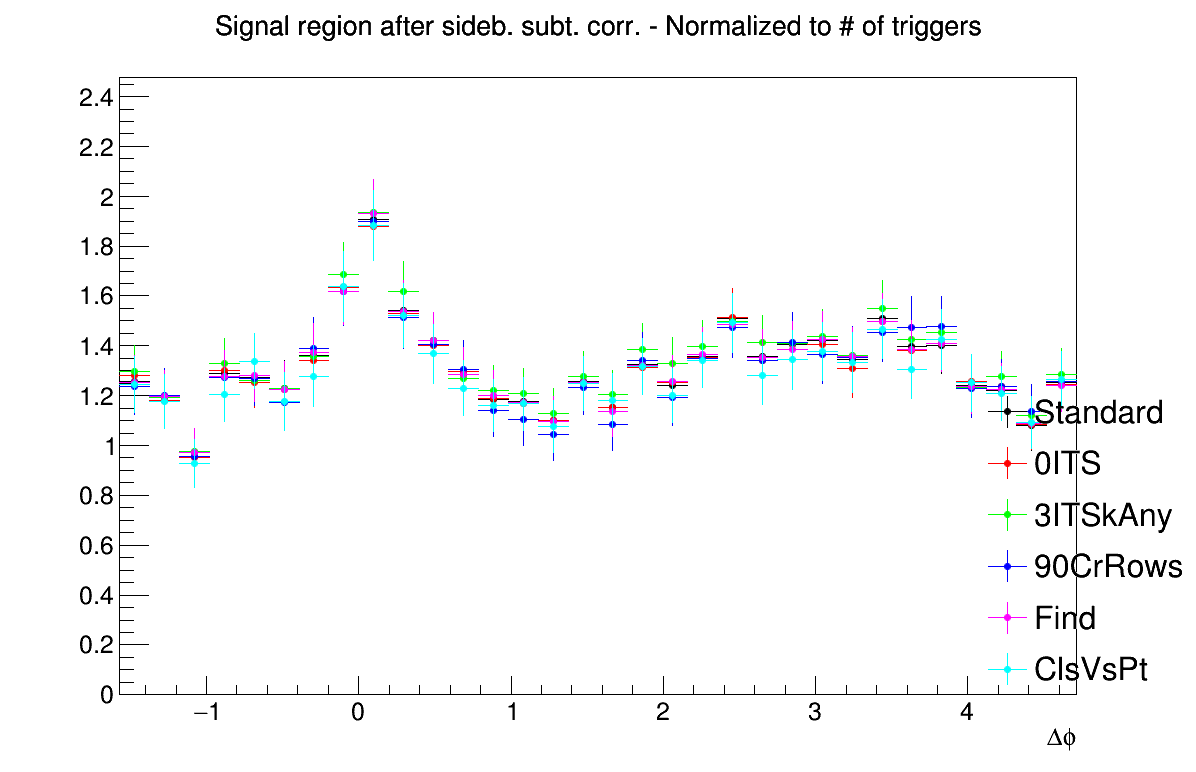 Signal region after sideb. subt. corr. - Normalized to # of triggers
2.4
2.2
2
1.8
1.6
1.4
1.2
1
0.8
0.6
0.4
0.2
0
Standard
0ITS
3ITSkAny
90CrRows
Find
ClsVsPt
−1 0 1 2 3 4
Δϕ